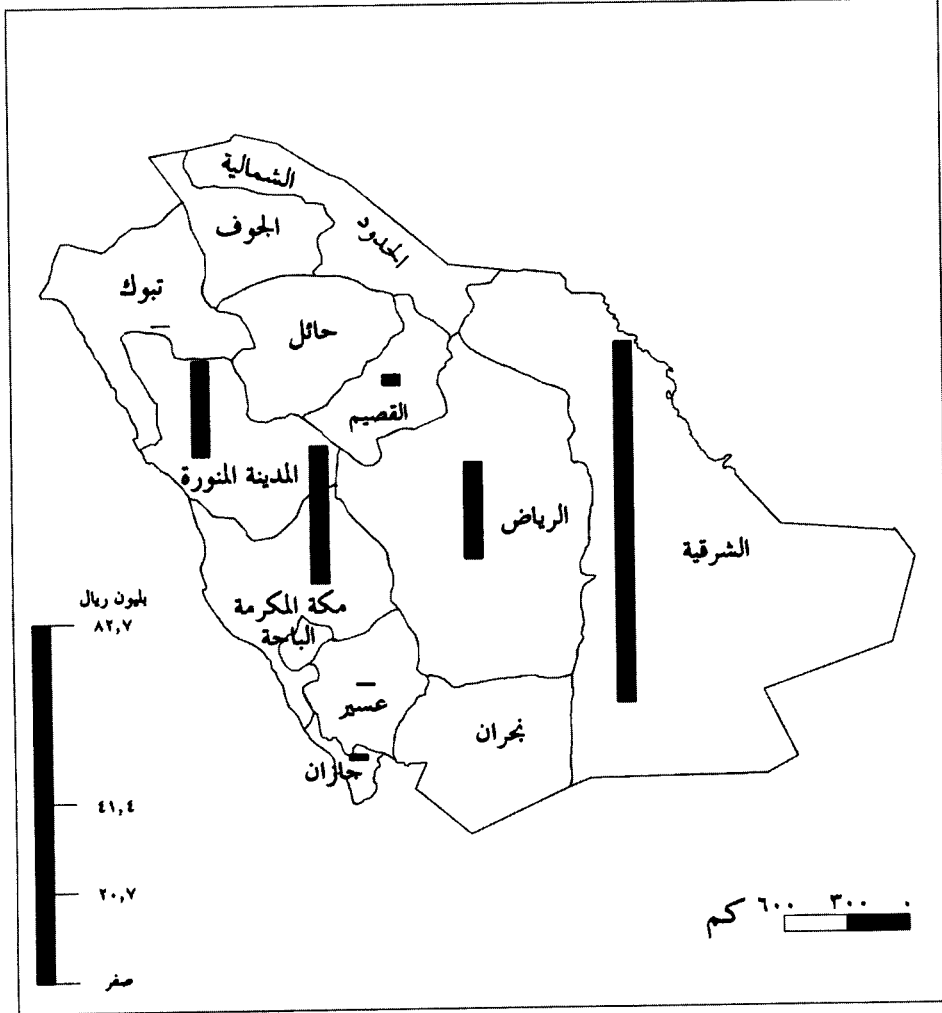 الشمالية
الحدود
الجوف
تبوك
حائل
القصيم
المدينة المنورة
الرياض
الشرقية
مكة المكرمة
الباحة
عسير
نجران
جازان
بليون ريال
٨٢,٧
٤١,٤
٢٠,٧
صفر
كم ٦٠٠ ٣٠٠ ٠